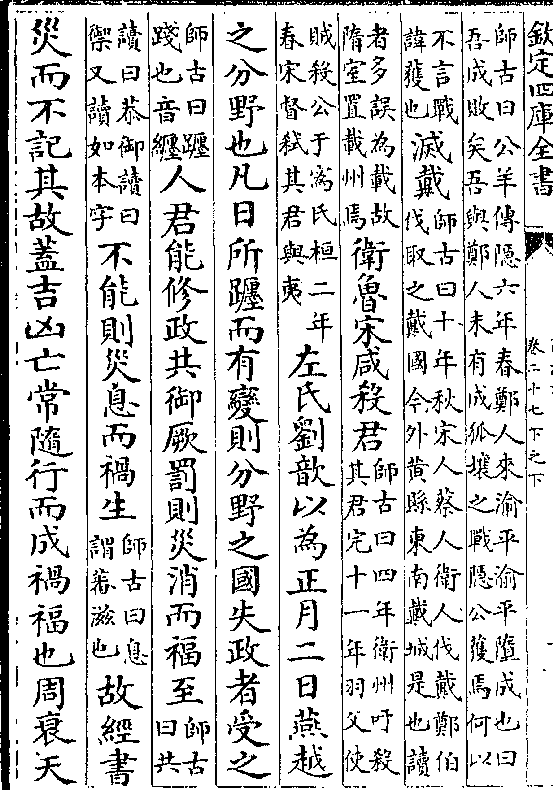 欽定四庫全書
卷二十七下之下
師古曰公羊傳隱六年春鄭人來渝平渝平墮成也曰
吾成敗矣吾與鄭人末有成狐壤之戰隱公獲焉何以
不言戰
諱獲也
滅戴
師古曰十年秋宋人蔡人衛人伐戴鄭伯
伐取之戴國今外黃縣東南戴城是也讀
者多誤為載故
隋室置載州焉
衛魯宋咸殺君
師古曰四年衛州吁殺
其君完十一年羽父使
賊殺公于寪氏桓二年
春宋督弒其君與夷
左氏劉歆以為正月二日燕越
之分野也凡日所躔而有變則分野之國失政者受之
師古曰躔
踐也音纏
人君能修政共御厥罰則災消而福至
師古
曰共
讀曰恭御讀曰
禦又讀如本字
不能則災息而禍生
師古曰息
謂蕃滋也
故經書
災而不記其故蓋吉凶亡常隨行而成禍福也周衰天